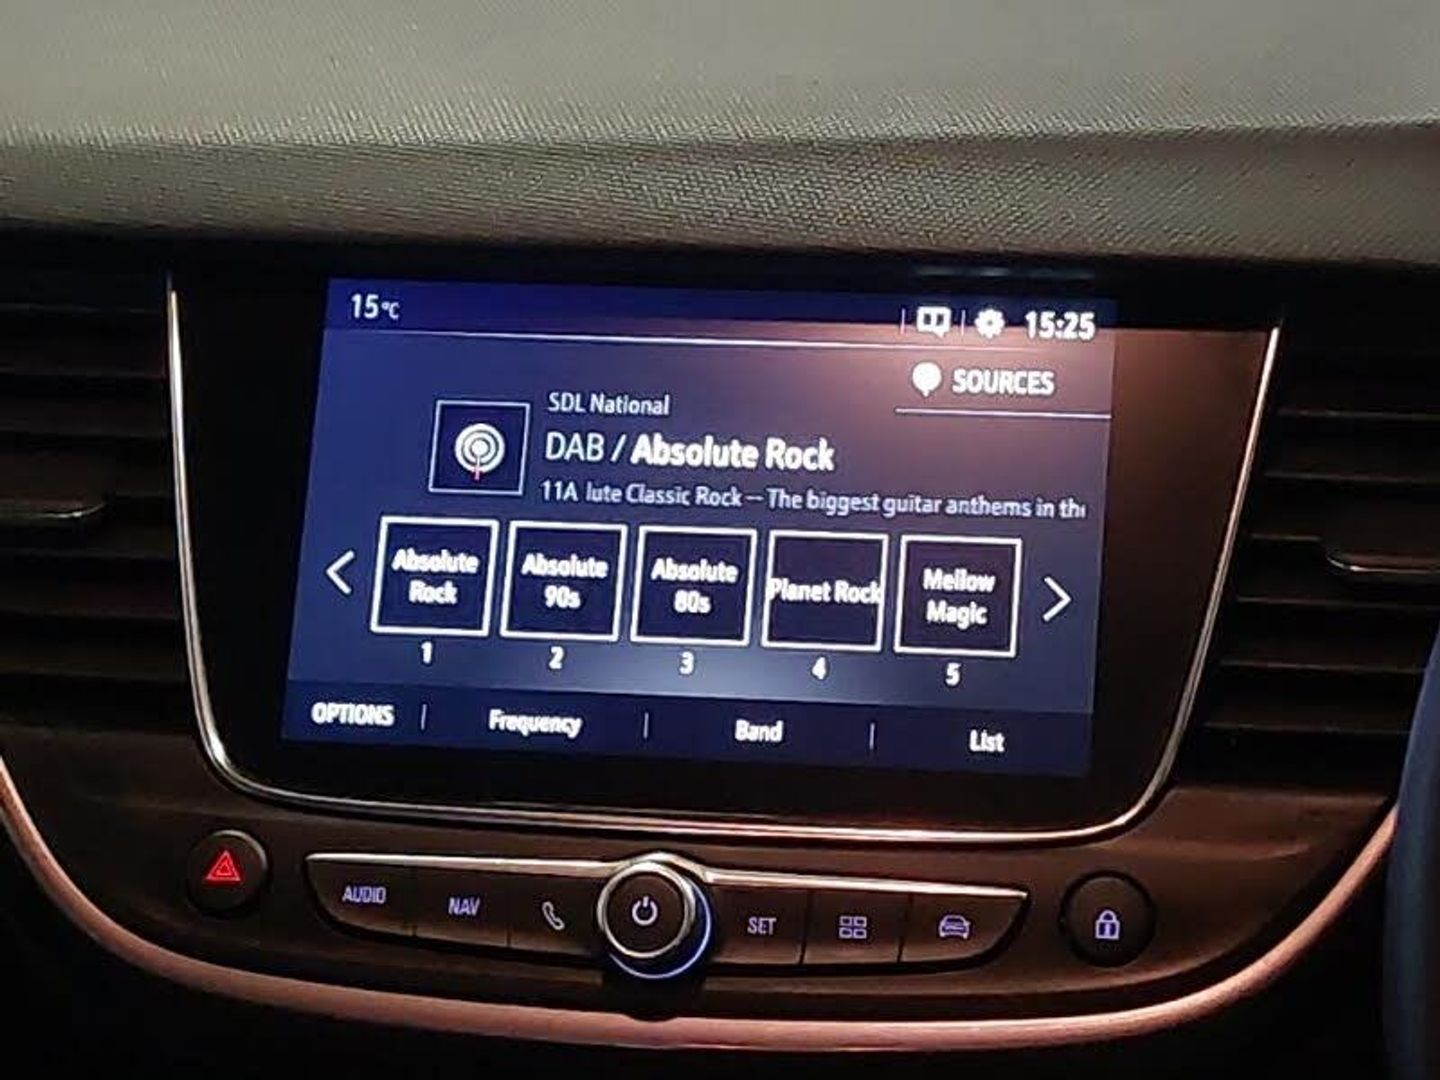 15°C
15:25
SOURCES
SDL National
DAB / Absolute Rock
11A lute Classic Rock – The biggest guitar anthems in th
Absolute
Rock
Absolute
90s
Absolute
80s
Planet Rock
Mellow
Magic
1 2 3 4 5
OPTIONS | Frequency | Band | List
AUDIO NAV SET